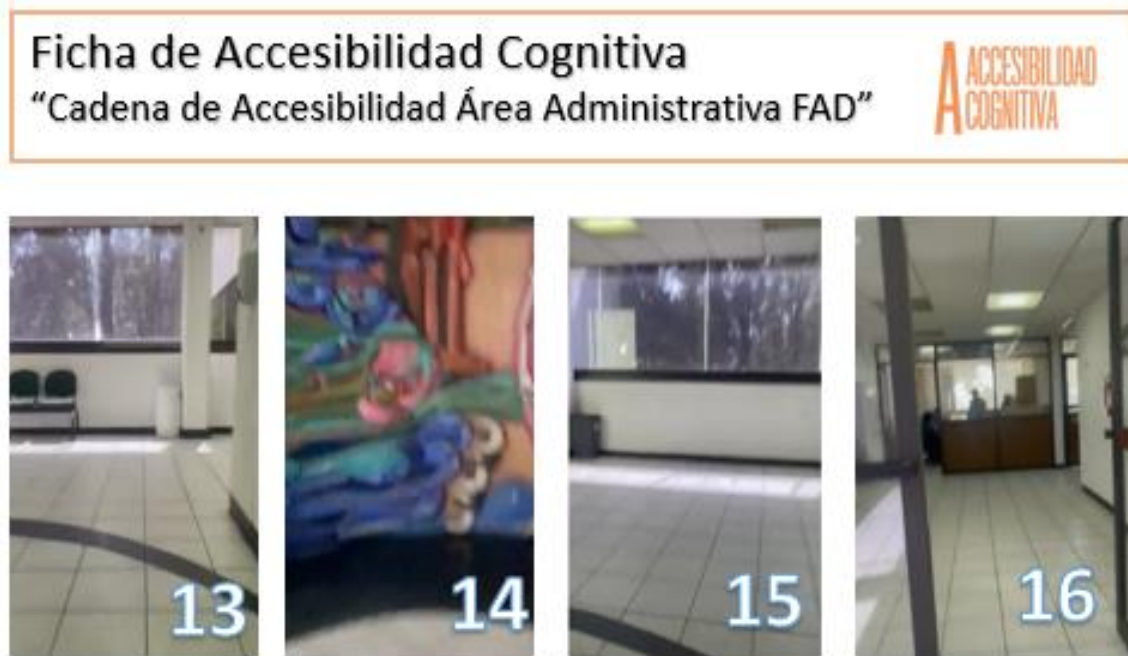 Ficha de Accesibilidad Cognitiva
“Cadena de Accesibilidad Área Administrativa FAD”
A ACCESIBILIDAD
COGNITIVA
13
14
15
16